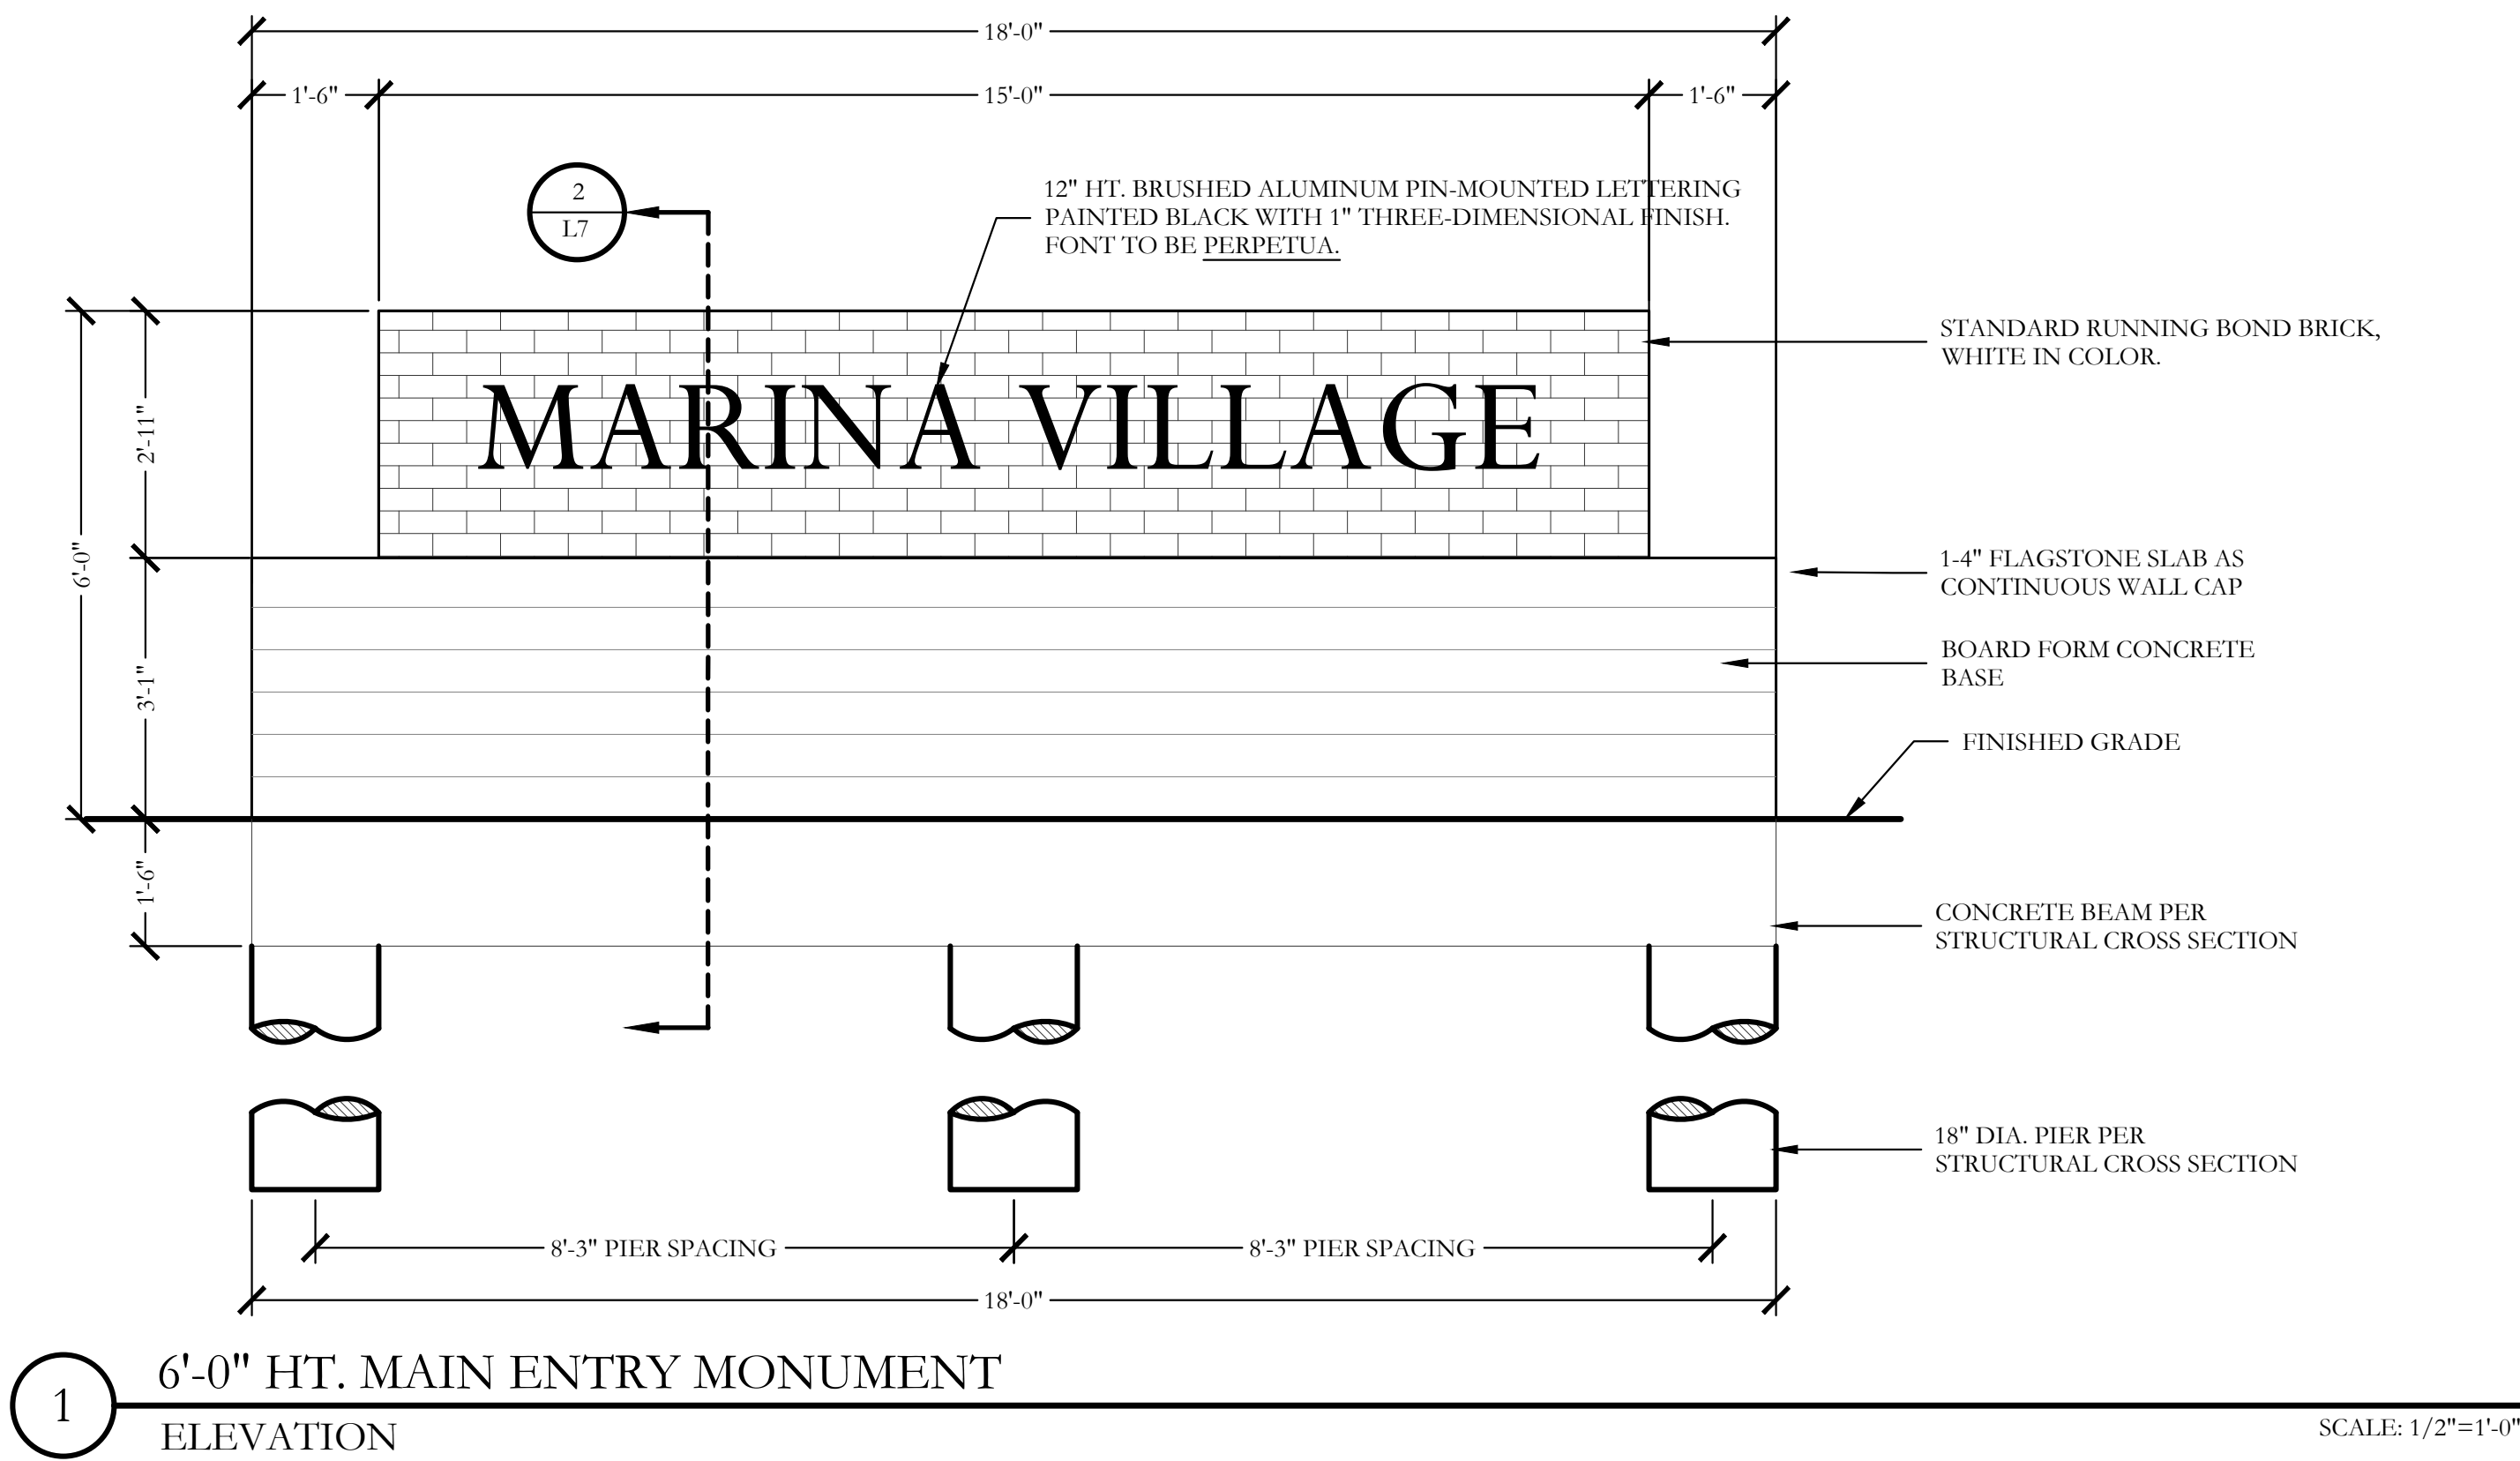 18'-0"
1'-6"
15'-0"
1'-6"
2
L7
12" HT. BRUSHED ALUMINUM PIN-MOUNTED LETTERING
PAINTED BLACK WITH 1" THREE-DIMENSIONAL FINISH.
FONT TO BE PERPETUA.
STANDARD RUNNING BOND BRICK,
WHITE IN COLOR.
MARINA VILLAGE
2'-11"
6'-0"
1-4" FLAGSTONE SLAB AS
CONTINUOUS WALL CAP
BOARD FORM CONCRETE
BASE
3'-1"
FINISHED GRADE
1'-6"
CONCRETE BEAM PER
STRUCTURAL CROSS SECTION
18" DIA. PIER PER
STRUCTURAL CROSS SECTION
8'-3" PIER SPACING
8'-3" PIER SPACING
18'-0"
1
6'-0" HT. MAIN ENTRY MONUMENT
ELEVATION
SCALE: 1/2"=1'-0"